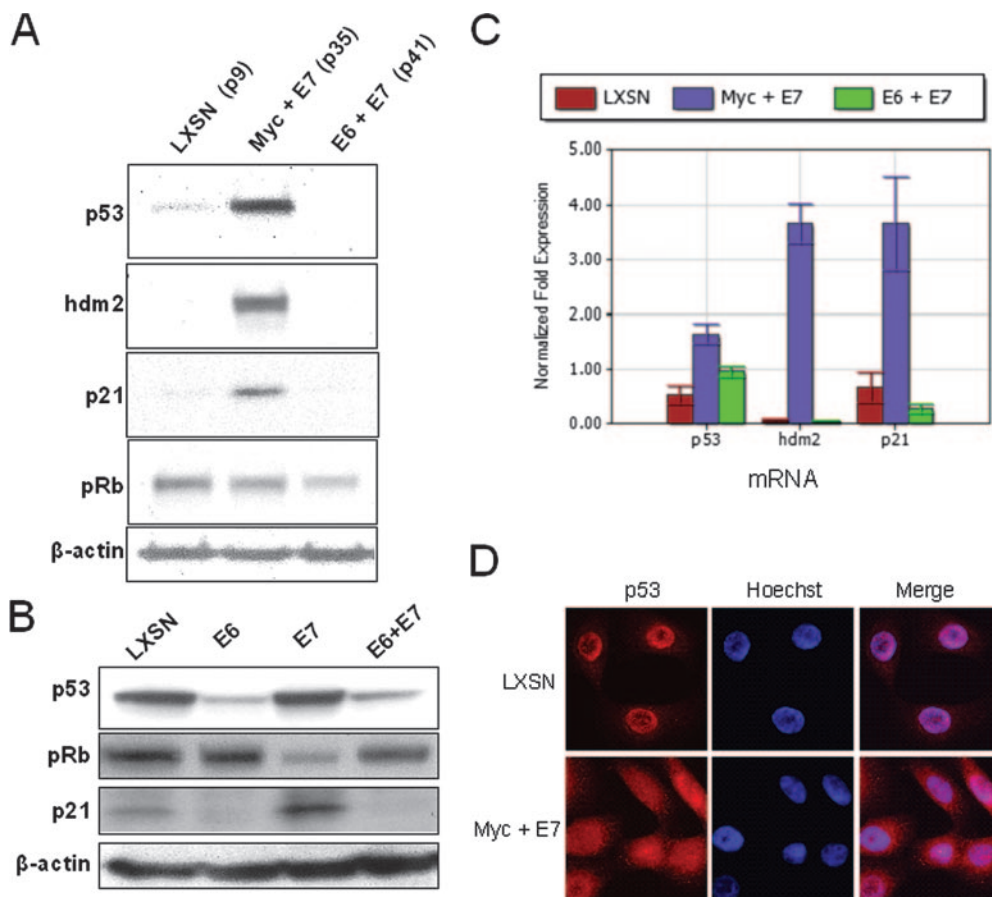 A
LXSN (p9)
Myc + E7 (p35)
E6 + E7 (p41)
p53
hdm2
p21
pRb
β-actin
B
LXSN
E6
E7
E6+E7
p53
pRb
p21
β-actin
C
LXSN
Myc + E7
E6 + E7
Normalized Fold Expression
5.00
4.00
3.00
2.00
1.00
0.00
p53
hdm2
p21
mRNA
D
p53
Hoechst
Merge
LXSN
Myc + E7